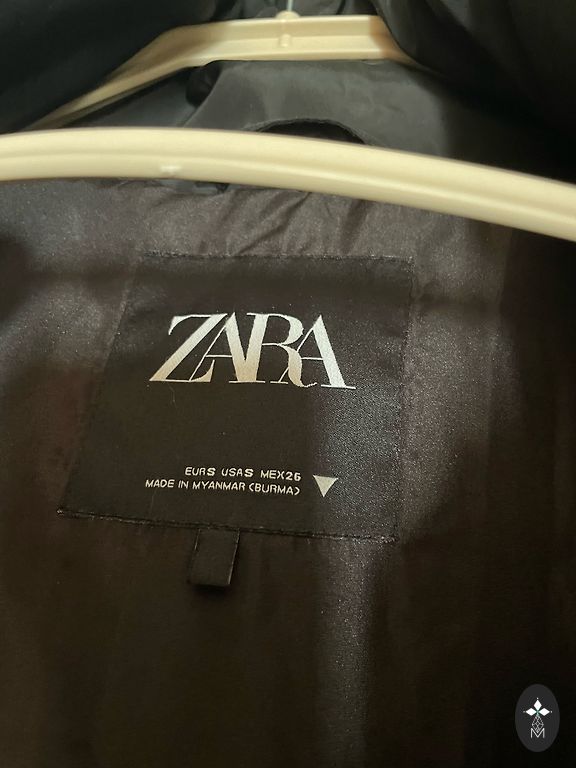 ZARA
EUR S USA S MEX 26
MADE IN MYANMAR (BURMA)
M